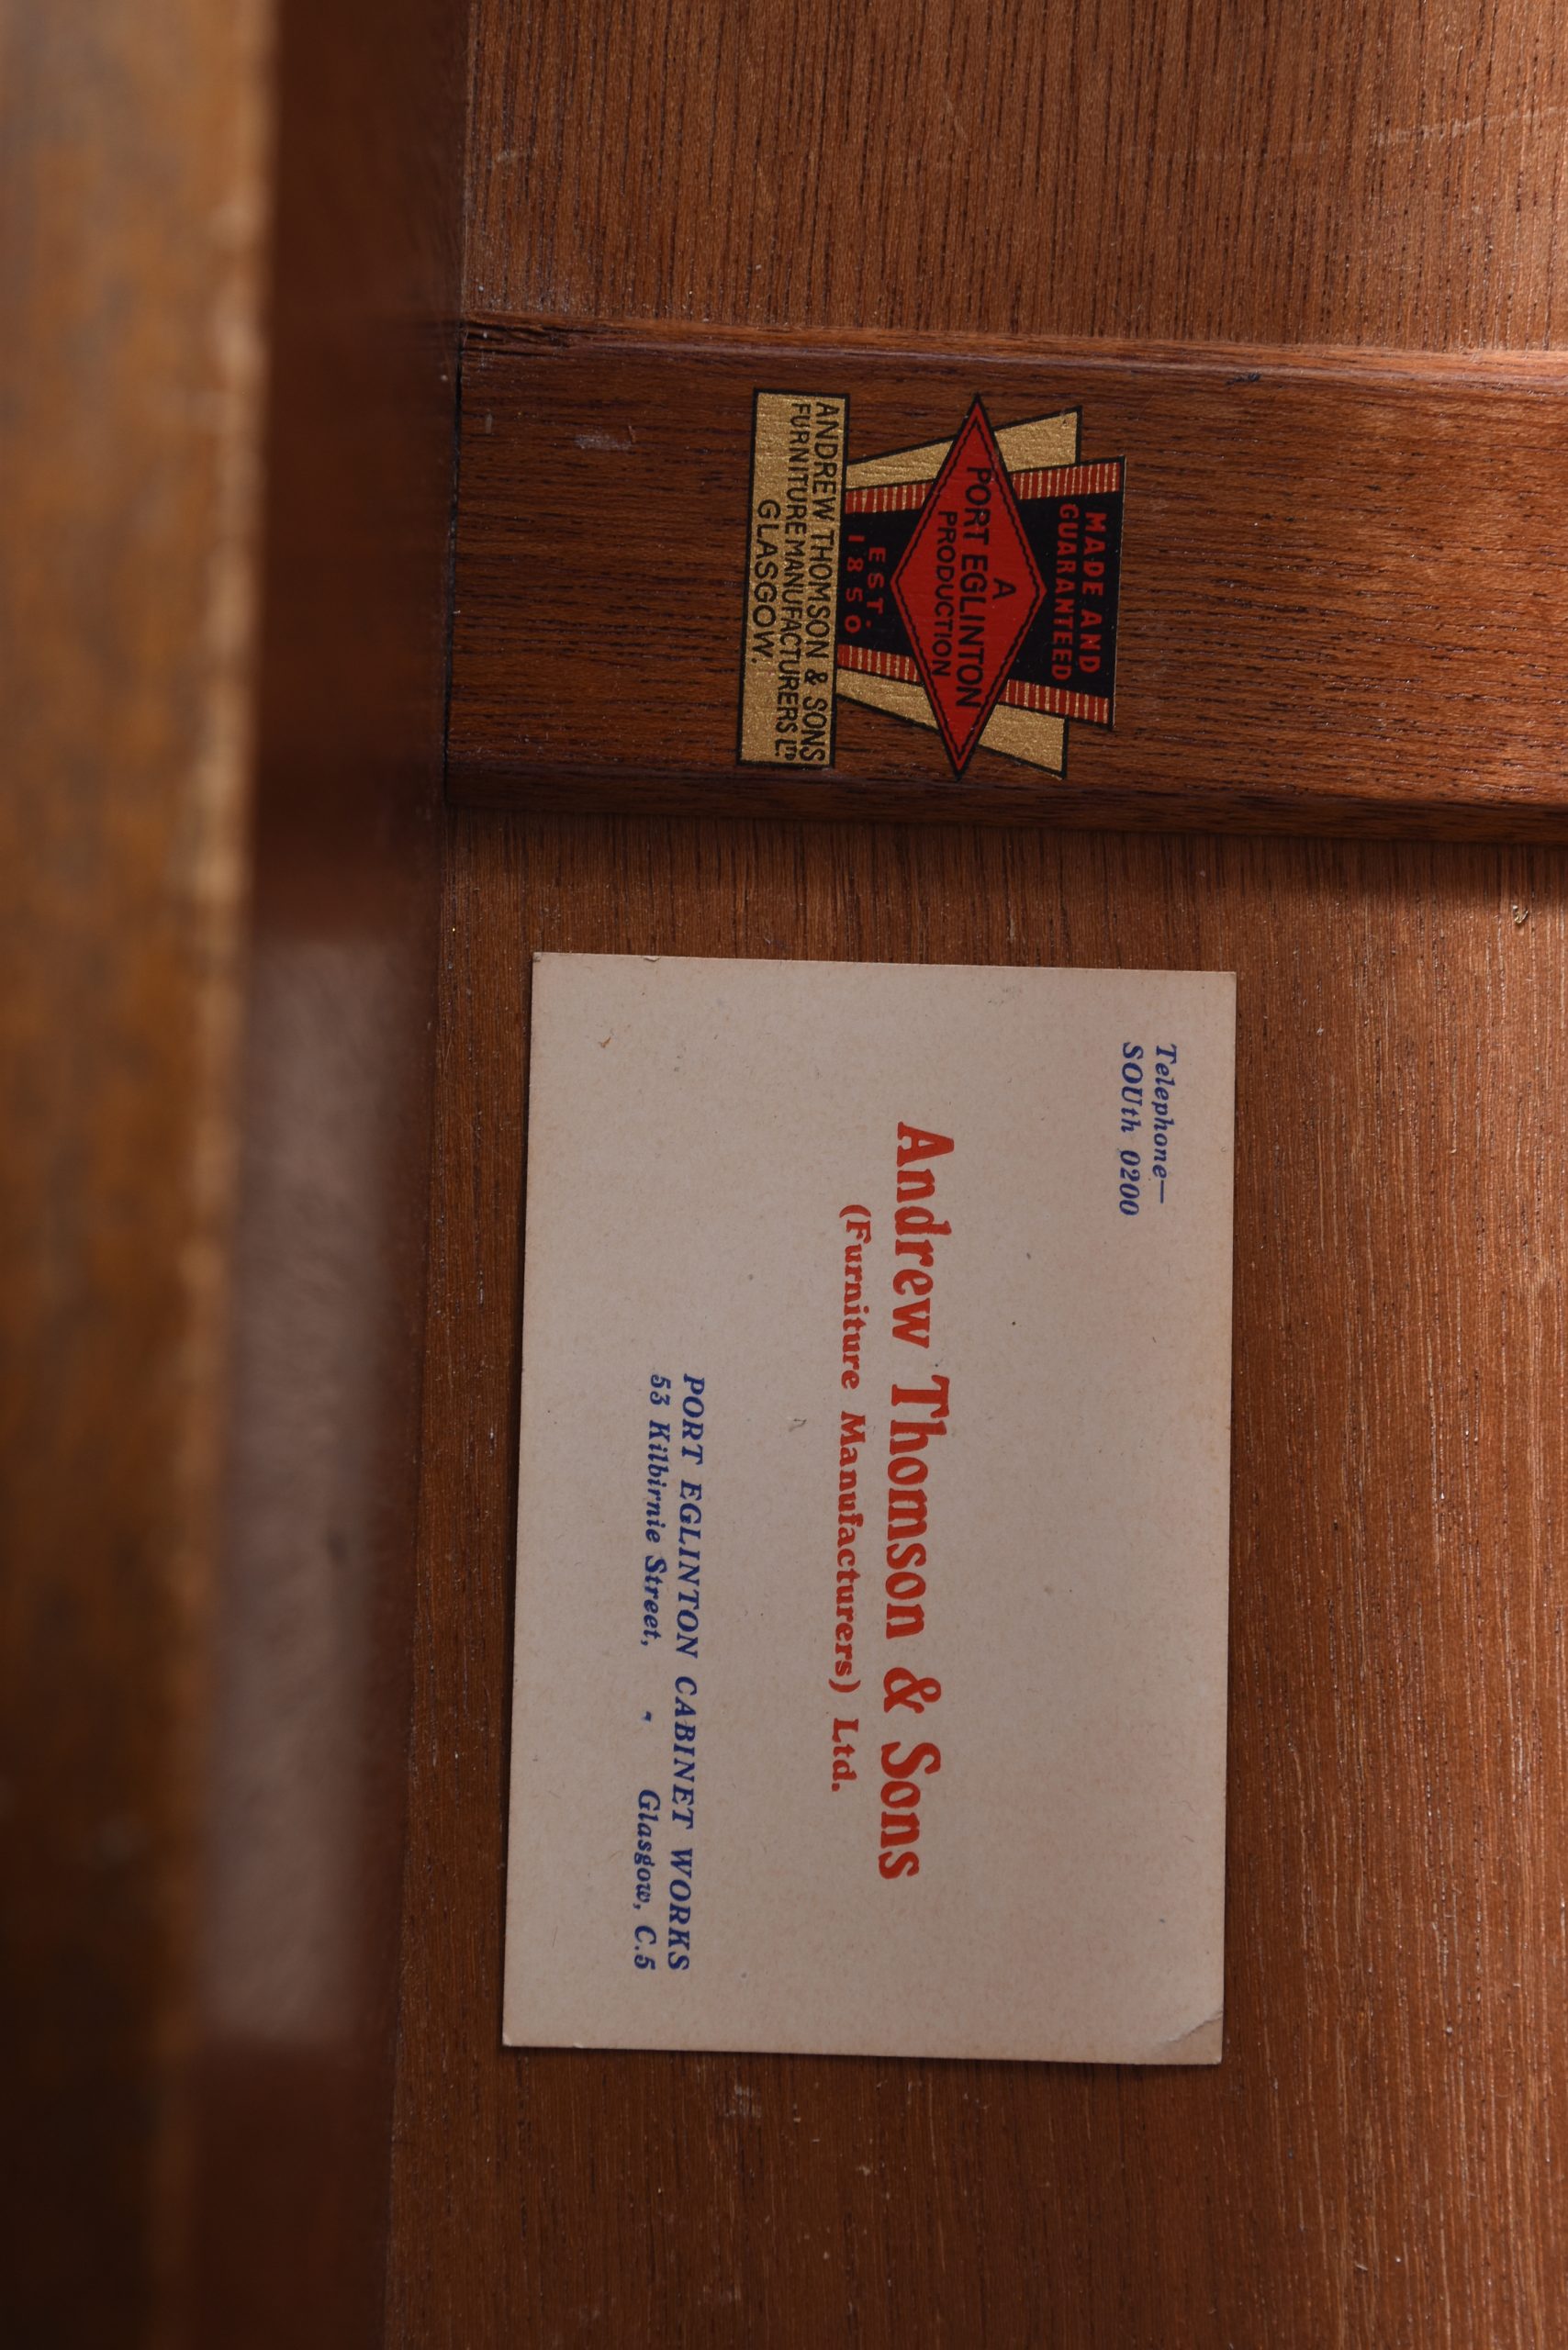 MADE AND
GUARANTEED
A
PORT EGLINTON
PRODUCTION
EST.
1850
ANDREW THOMSON & SONS
FURNITURE MANUFACTURERS LTD
GLASGOW.
Telephone—
SOUth 0200
Andrew Thomson & Sons
(Furniture Manufacturers) Ltd.
PORT EGLINTON CABINET WORKS
53 Kilbirnie Street, - Glasgow, C.5